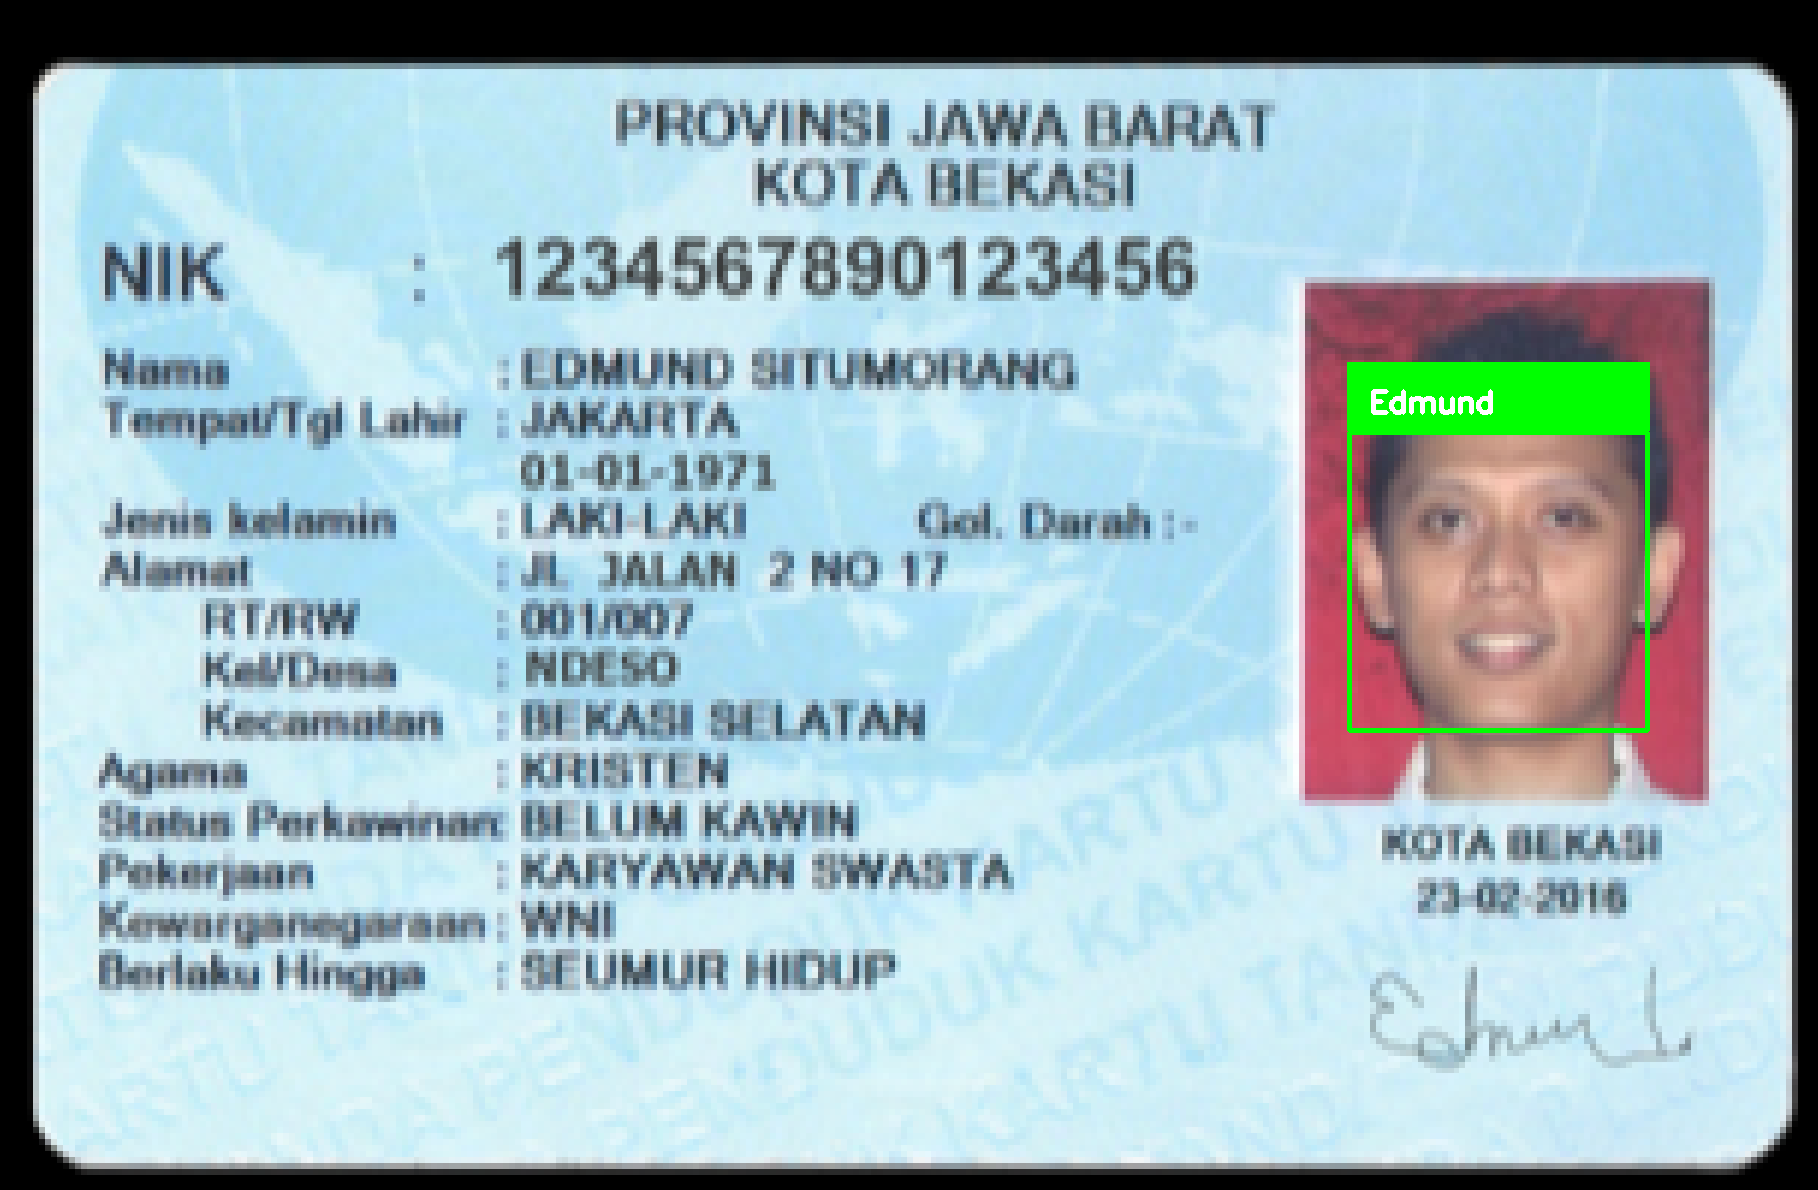 PROVINSI JAWA BARAT
KOTA BEKASI
NIK : 1234567890123456
Nama : EDMUND SITUMORANG
Tempat/Tgl Lahir : JAKARTA
01-01-1971
Jenis kelamin : LAKI-LAKI Gol. Darah : -
Alamat : Jl. JALAN 2 NO 17
RT/RW : 001/007
Kel/Desa : NDESO
Kecamatan : BEKASI SELATAN
Agama : KRISTEN
Status Perkawinan: BELUM KAWIN
Pekerjaan : KARYAWAN SWASTA
Kewarganegaraan : WNI
Berlaku Hingga : SEUMUR HIDUP
Edmund
KOTA BEKASI
23-02-2016
Edmund